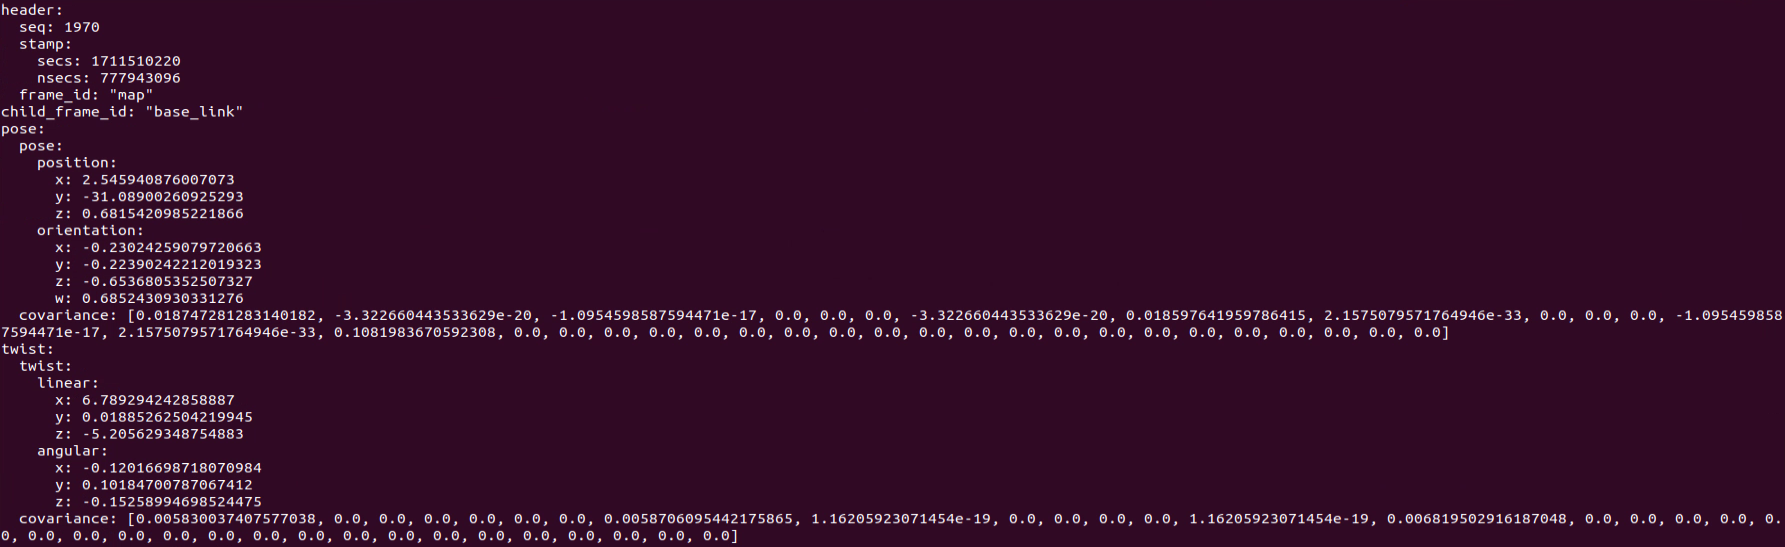 header:
  seq: 1970
  stamp:
    secs: 1711510220
    nsecs: 777943096
  frame_id: "map"
child_frame_id: "base_link"
pose:
  pose:
    position:
      x: 2.545940876007073
      y: -31.08900260925293
      z: 0.6815420985221866
    orientation:
      x: -0.23024259079720663
      y: -0.22390242212019323
      z: -0.6536805352507327
      w: 0.6852430930331276
  covariance: [0.018747281283140182, -3.322660443533629e-20, -1.0954598587594471e-17, 0.0, 0.0, 0.0, -3.322660443533629e-20, 0.018597641959786415, 2.1575079571764946e-33, 0.0, 0.0, 0.0, -1.095459858
7594471e-17, 2.1575079571764946e-33, 0.1081983670592308, 0.0, 0.0, 0.0, 0.0, 0.0, 0.0, 0.0, 0.0, 0.0, 0.0, 0.0, 0.0, 0.0, 0.0, 0.0, 0.0, 0.0, 0.0, 0.0, 0.0, 0.0]
twist:
  twist:
    linear:
      x: 6.789294242858887
      y: 0.01885262504219945
      z: -5.205629348754883
    angular:
      x: -0.12016698718070984
      y: 0.10184700787067412
      z: -0.15258994698524475
  covariance: [0.005830037407577038, 0.0, 0.0, 0.0, 0.0, 0.0, 0.0, 0.0058706095442175865, 1.16205923071454e-19, 0.0, 0.0, 0.0, 0.0, 1.16205923071454e-19, 0.006819502916187048, 0.0, 0.0, 0.0, 0.0, 0.
0, 0.0, 0.0, 0.0, 0.0, 0.0, 0.0, 0.0, 0.0, 0.0, 0.0, 0.0, 0.0, 0.0, 0.0, 0.0, 0.0]